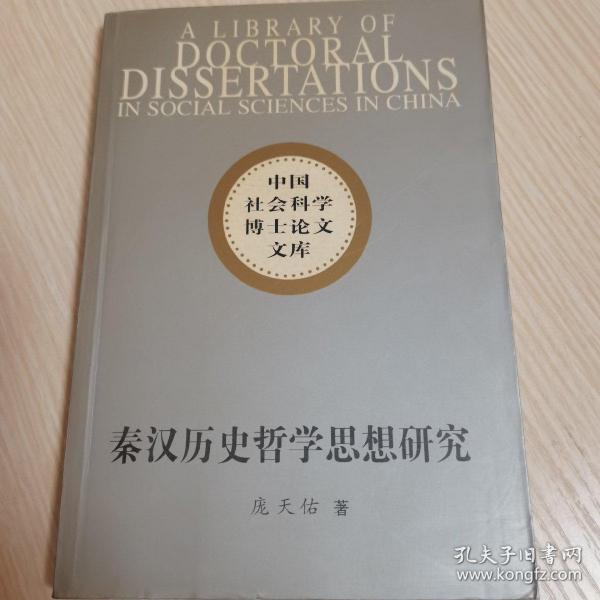 A LIBRARY OF
DOCTORAL
DISSERTATIONS
IN SOCIAL SCIENCES IN CHINA
中国
社会科学
博士论文
文库
秦汉历史哲学思想研究
庞天佑 著
孔夫子旧书网
www.kongfz.com